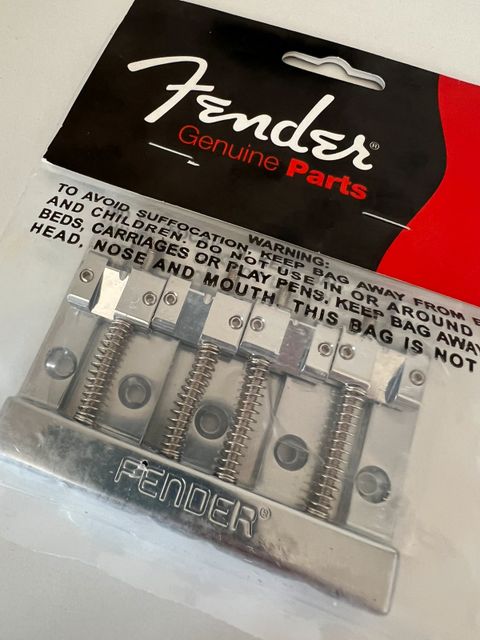 Fender®
Genuine Parts
WARNING:
TO AVOID SUFFOCATION, KEEP BAG AWAY FROM
AND CHILDREN. DO NOT USE IN OR AROUND
BEDS, CARRIAGES OR PLAY PENS. KEEP BAG AWAY
HEAD, NOSE AND MOUTH. THIS BAG IS NOT
FENDER®